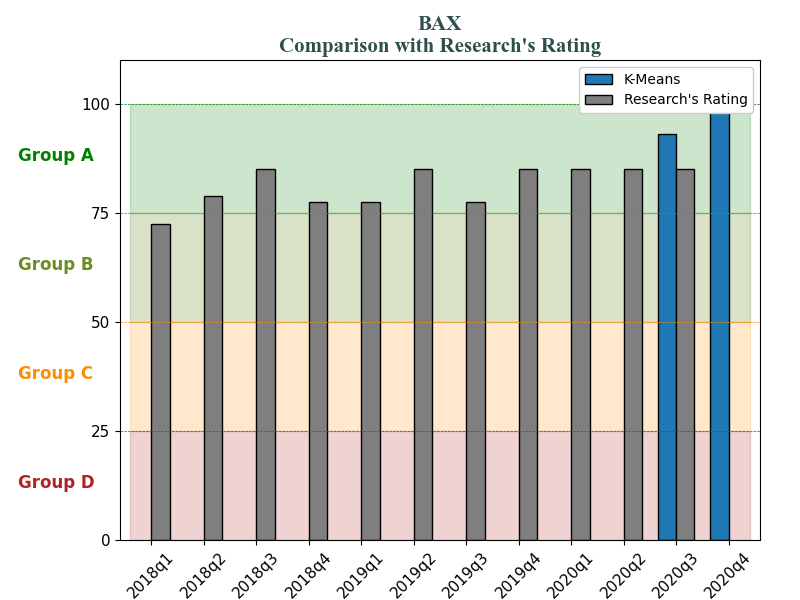 BAX
Comparison with Research's Rating
K-Means
Research's Rating
100
Group A
75
Group B
50
Group C
25
Group D
0
2018q1
2018q2
2018q3
2018q4
2019q1
2019q2
2019q3
2019q4
2020q1
2020q2
2020q3
2020q4